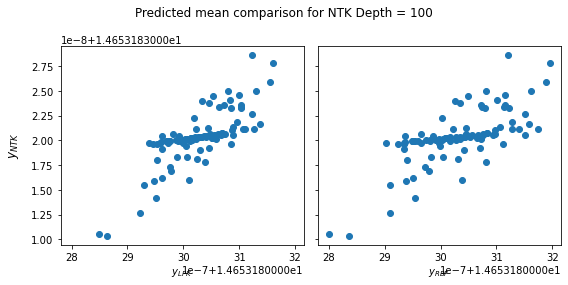 Predicted mean comparison for NTK Depth = 100
1e-8+1.4653183000e1
2.75
2.50
2.25
2.00
1.75
1.50
1.25
1.00
y_NTK
28 29 30 31 32
1e-7+1.4653180000e1
28 29 30 31 32
1e-7+1.4653180000e1